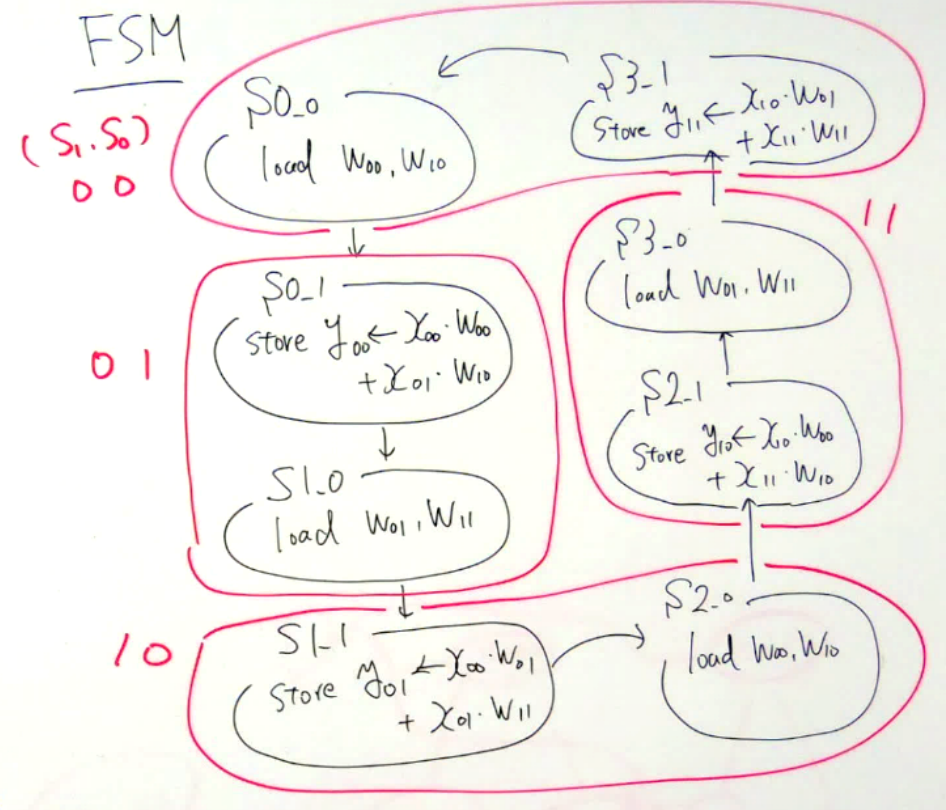 FSM
(S₁.S₀)
0 0
S0_0
load W₀₀, W₁₀
S3_1
Store y₁₁ ← X₁₀·W₀₁
+ X₁₁·W₁₁
11
S3_0
load W₀₁, W₁₁
0 1
S0_1
Store y₀₀ ← X₀₀·W₀₀
+ X₀₁·W₁₀
S2_1
Store y₁₀ ← X₁₀·W₀₀
+ X₁₁·W₁₀
S1_0
load W₀₁, W₁₁
10
S1_1
Store y₀₁ ← X₀₀·W₀₁
+ X₀₁·W₁₁
S2_0
load W₀₀, W₁₀